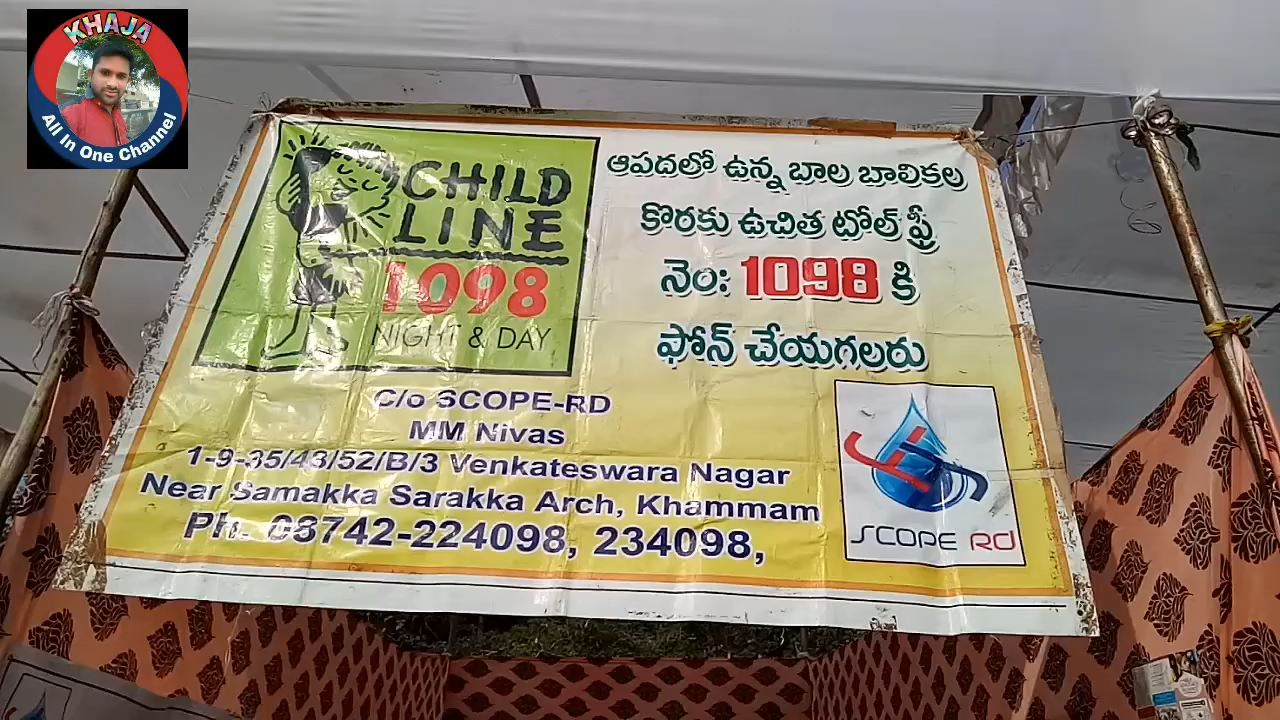 KHAJA
All In One Channel
CHILD
LINE
1098
NIGHT & DAY
ఆపదలో ఉన్న బాల బాలికల
కొరకు ఉచిత టోల్ ఫ్రీ
నెం: 1098 కి
ఫోన్ చేయగలరు
C/o SCOPE-RD
MM Nivas
1-9-35/43/52/B/3 Venkateswara Nagar
Near Samakka Sarakka Arch, Khammam
Ph. 08742-224098, 234098,
SCOPE RD